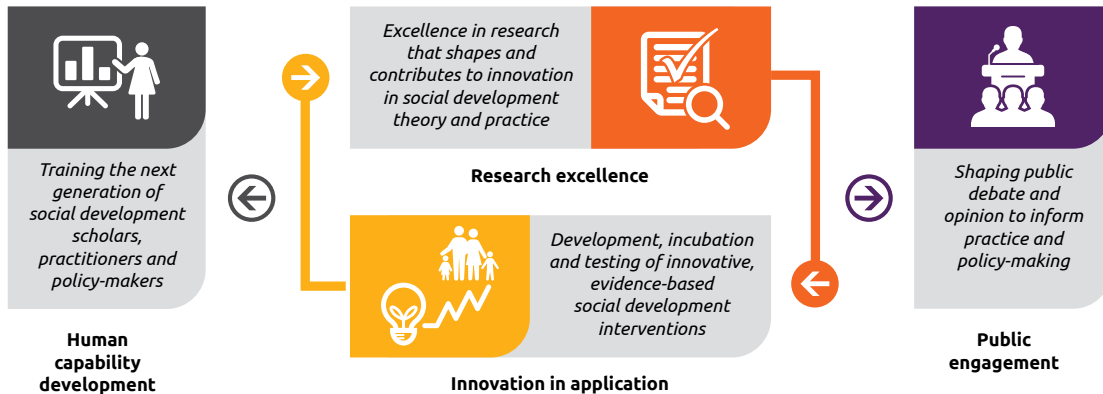 Training the next
generation of
social development
scholars,
practitioners and
policy-makers
Human
capability
development
Excellence in research
that shapes and
contributes to innovation
in social development
theory and practice
Research excellence
Development, incubation
and testing of innovative,
evidence-based
social development
interventions
Innovation in application
Shaping public
debate and
opinion to inform
practice and
policy-making
Public
engagement